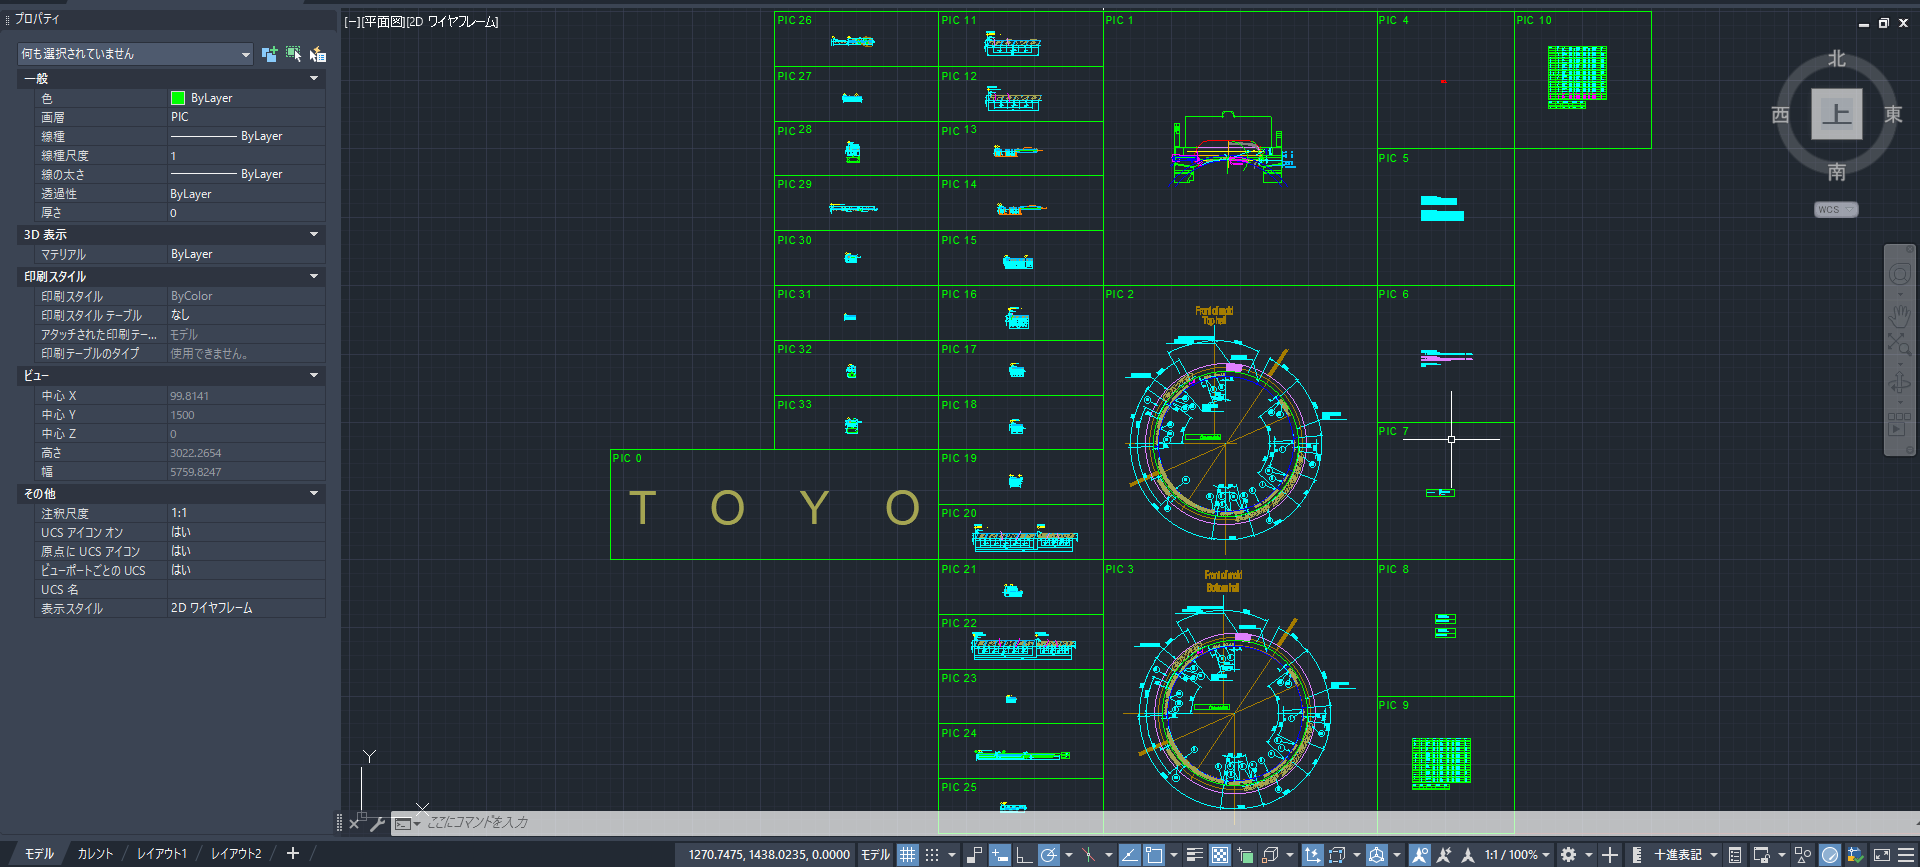 プロパティ
何も選択されていません
一般
色 ByLayer
画層 PIC
線種 ByLayer
線種尺度 1
線の太さ ByLayer
透過性 ByLayer
厚さ 0
3D 表示
マテリアル ByLayer
印刷スタイル
印刷スタイル ByColor
印刷スタイル テーブル なし
アタッチされた印刷テー... モデル
印刷テーブルのタイプ 使用できません。
ビュー
中心 X 99.8141
中心 Y 1500
中心 Z 0
高さ 3022.2654
幅 5759.8247
その他
注釈尺度 1:1
UCS アイコン オン はい
原点に UCS アイコン はい
ビューポートごとの UCS はい
UCS 名
表示スタイル 2D ワイヤフレーム
[−][平面図][2D ワイヤフレーム]
PIC 26
PIC 27
PIC 28
PIC 29
PIC 30
PIC 31
PIC 32
PIC 33
PIC 0
T O Y O
PIC 11
PIC 12
PIC 13
PIC 14
PIC 15
PIC 16
PIC 17
PIC 18
PIC 19
PIC 20
PIC 21
PIC 22
PIC 23
PIC 24
PIC 25
PIC 1
PIC 2
Front of mold
Top half
PIC 3
Front of mold
Bottom half
PIC 4
PIC 5
PIC 6
PIC 7
PIC 8
PIC 9
PIC 10
北
西 上 東
南
WCS
Y
X
ここにコマンドを入力
モデル カレント レイアウト1 レイアウト2 +
1270.7475, 1438.0235, 0.0000 モデル 1:1 / 100% 十進表記